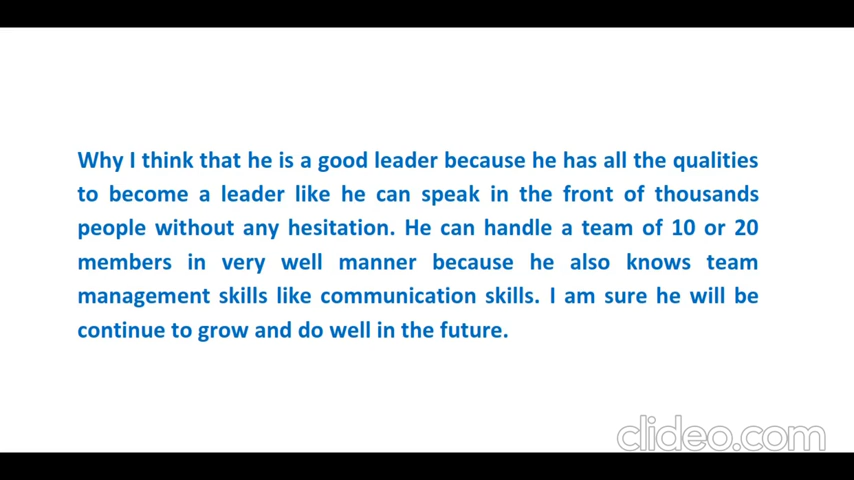 Why I think that he is a good leader because he has all the qualities
to become a leader like he can speak in the front of thousands
people without any hesitation. He can handle a team of 10 or 20
members in very well manner because he also knows team
management skills like communication skills. I am sure he will be
continue to grow and do well in the future.
clideo.com